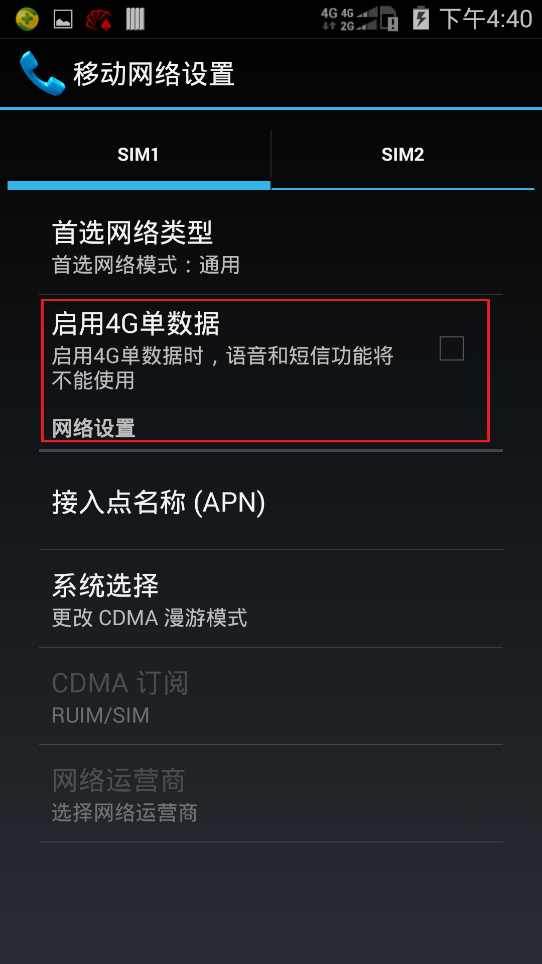 4G 4G 2G 下午4:40
移动网络设置
SIM1 SIM2
首选网络类型
首选网络模式：通用
启用4G单数据
启用4G单数据时，语音和短信功能将
不能使用
网络设置
接入点名称 (APN)
系统选择
更改 CDMA 漫游模式
CDMA 订阅
RUIM/SIM
网络运营商
选择网络运营商